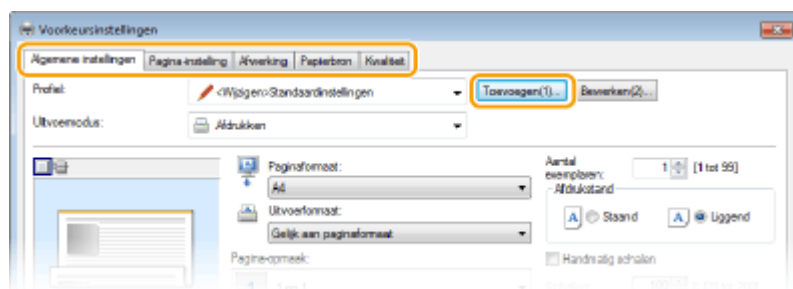 Voorkeursinstellingen
Algemene instellingen Pagina-instelling Afwerking Papierbron Kwaliteit
Profiel: <Wijzigen>Standaardinstellingen Toevoegen(1)... Bewerken(2)...
Uitvoermodus: Afdrukken
Paginaformaat:
A4
Uitvoerformaat:
Gelijk aan paginaformaat
Pagina-opmaak:
Aantal
exemplaren: 1 [1 tot 99]
Afdrukstand
A Staand A Liggend
Handmatig schalen